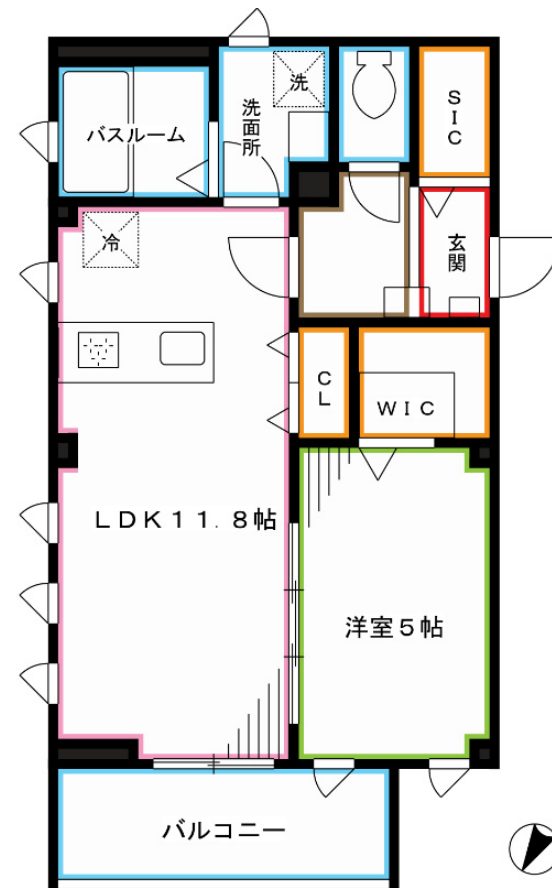 バスルーム
洗面所
洗
SIC
冷
玄関
CL
WIC
LDK11.8帖
洋室5帖
バルコニー